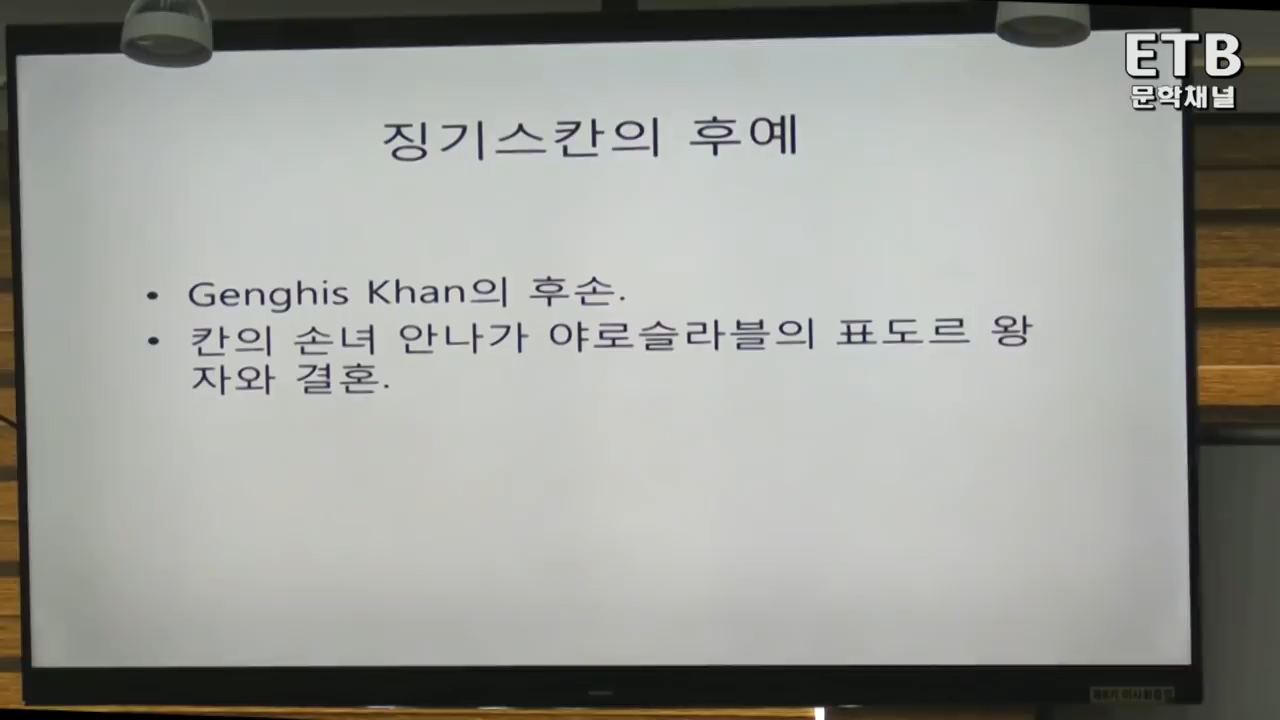 ETB
문학채널
징기스칸의 후예
• Genghis Khan의 후손.
• 칸의 손녀 안나가 야로슬라블의 표도르 왕
자와 결혼.